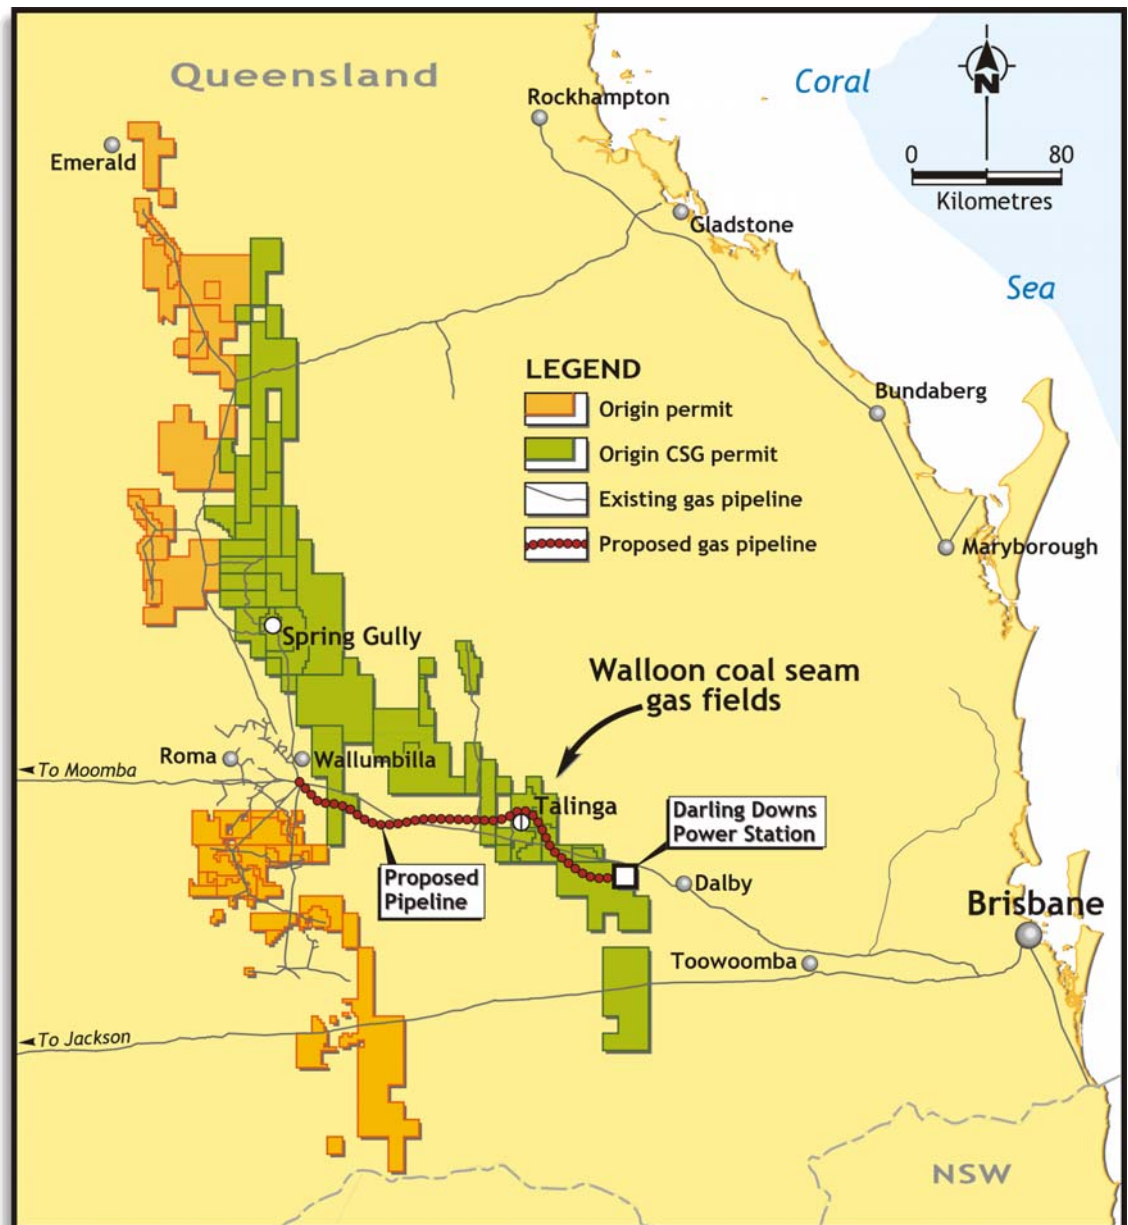 Queensland
Coral
N
Rockhampton
Emerald
0 80
Kilometres
Gladstone
Sea
LEGEND
Origin permit
Origin CSG permit
Existing gas pipeline
Proposed gas pipeline
Bundaberg
Maryborough
Spring Gully
Walloon coal seam
gas fields
Roma
Wallumbilla
To Moomba
Talinga
Darling Downs
Power Station
Proposed
Pipeline
Dalby
Brisbane
Toowoomba
To Jackson
NSW